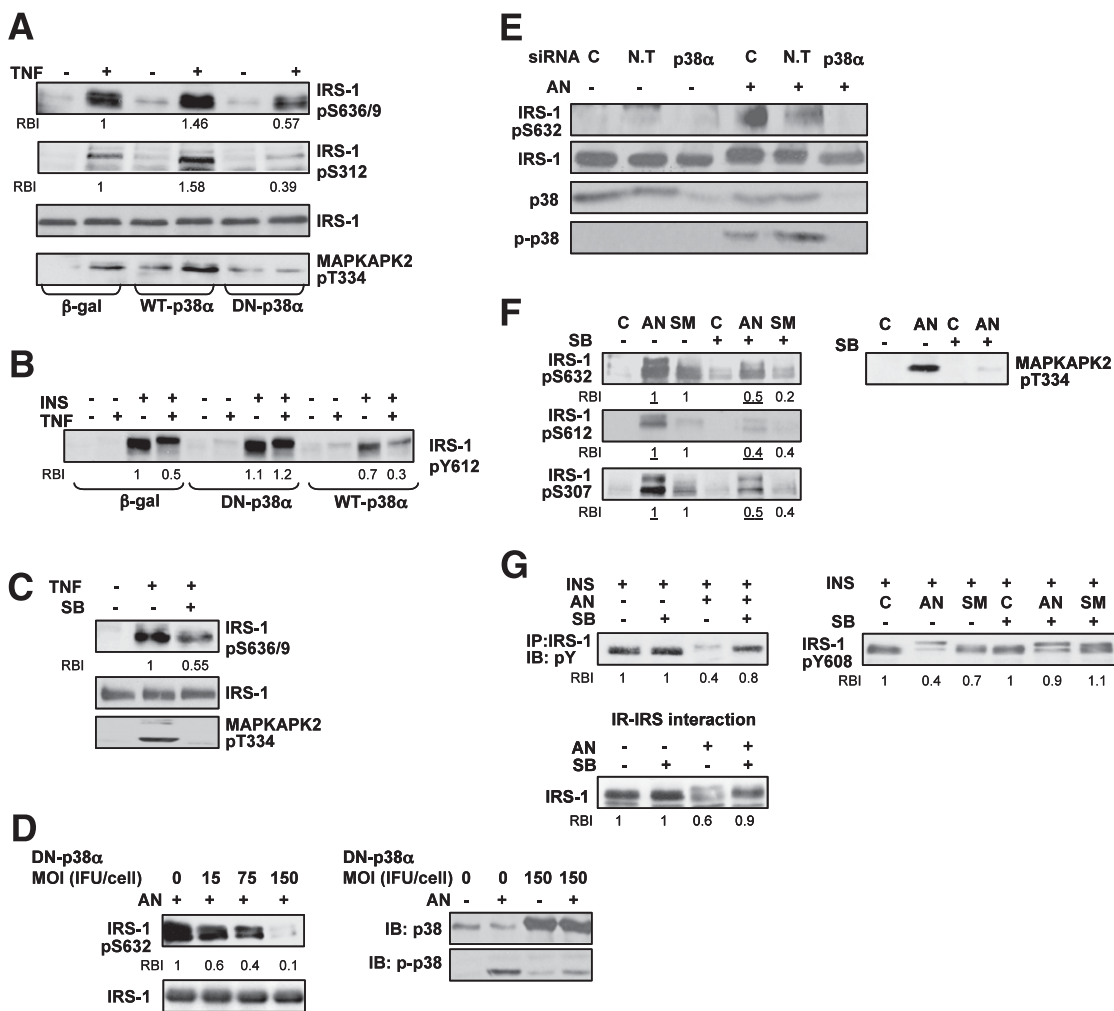 A
TNF - + - + - +
IRS-1
pS636/9
RBI 1 1.46 0.57
IRS-1
pS312
RBI 1 1.58 0.39
IRS-1
MAPKAPK2
pT334
β-gal WT-p38α DN-p38α
B
INS - - + + - - + + - - + +
TNF - + - + - + - + - + - +
IRS-1
pY612
RBI 1 0.5 1.1 1.2 0.7 0.3
β-gal DN-p38α WT-p38α
C
TNF - + +
SB - - +
IRS-1
pS636/9
RBI 1 0.55
IRS-1
MAPKAPK2
pT334
D
DN-p38α
MOI (IFU/cell) 0 15 75 150
AN + + + +
IRS-1
pS632
RBI 1 0.6 0.4 0.1
IRS-1
DN-p38α
MOI (IFU/cell) 0 0 150 150
AN - + - +
IB: p38
IB: p-p38
E
siRNA C N.T p38α C N.T p38α
AN - - - + + +
IRS-1
pS632
IRS-1
p38
p-p38
F
C AN SM C AN SM
SB - - - + + +
IRS-1
pS632
RBI 1 1 0.5 0.2
IRS-1
pS612
RBI 1 1 0.4 0.4
IRS-1
pS307
RBI 1 1 0.5 0.4
C AN C AN
SB - - + +
MAPKAPK2
pT334
G
INS + + + +
AN - - + +
SB - + - +
IP:IRS-1
IB: pY
RBI 1 1 0.4 0.8
INS + + + + + +
C AN SM C AN SM
SB - - - + + +
IRS-1
pY608
RBI 1 0.4 0.7 1 0.9 1.1
IR-IRS interaction
AN - - + +
SB - + - +
IRS-1
RBI 1 1 0.6 0.9